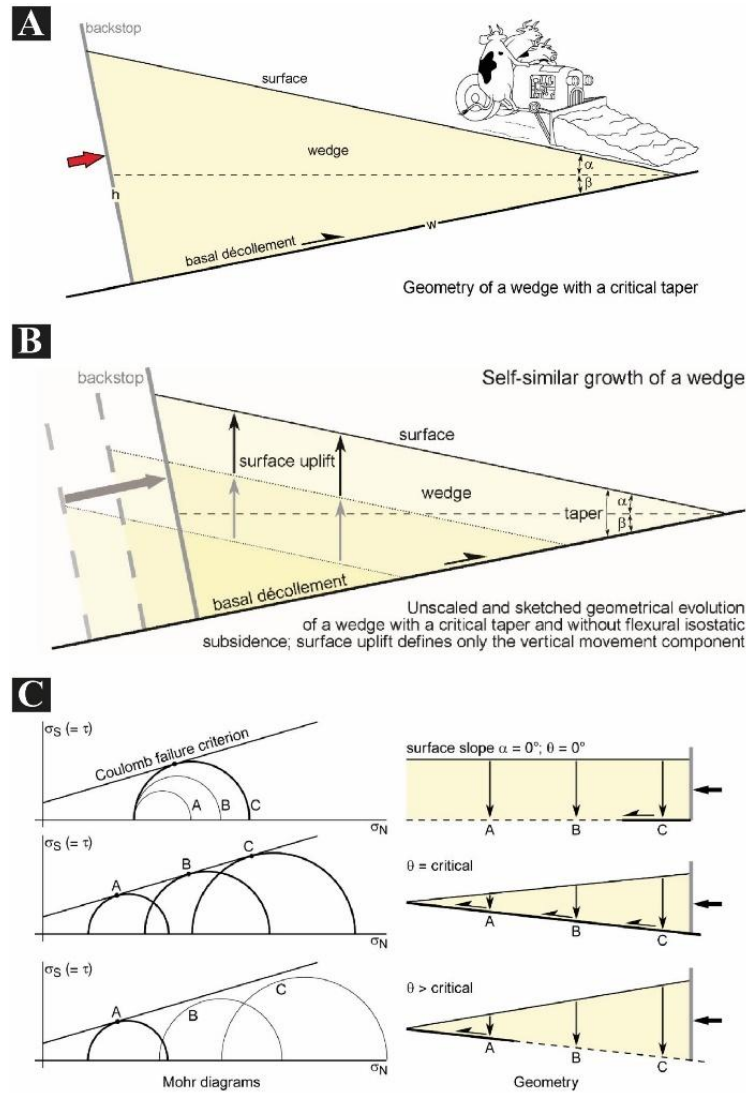 A
backstop
surface
wedge
α
β
h
w
basal décollement
Geometry of a wedge with a critical taper
B
backstop
Self-similar growth of a wedge
surface
surface uplift
wedge
taper
α
β
basal décollement
Unscaled and sketched geometrical evolution
of a wedge with a critical taper and without flexural isostatic
subsidence; surface uplift defines only the vertical movement component
C
σS (= τ)
Coulomb failure criterion
A B C
σN
surface slope α = 0°; θ = 0°
A B C
σS (= τ)
A B C
σN
θ = critical
A B C
σS (= τ)
A B C
σN
θ > critical
A B C
Mohr diagrams
Geometry